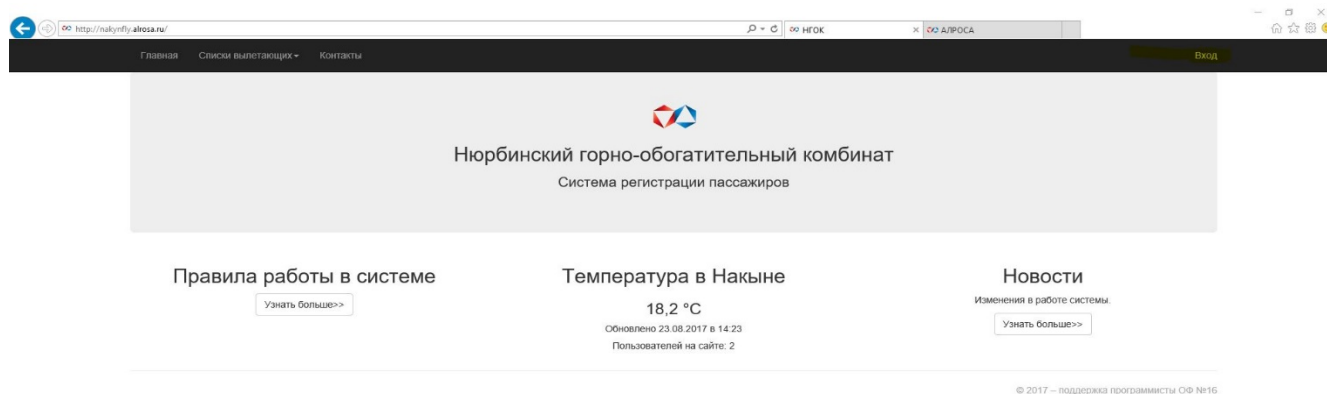 http://nakynfly.alrosa.ru/
НГОК
АЛРОСА
Главная Списки вылетающих Контакты Вход
Нюрбинский горно-обогатительный комбинат
Система регистрации пассажиров
Правила работы в системе
Узнать больше>>
Температура в Накыне
18,2 °C
Обновлено 23.08.2017 в 14:23
Пользователей на сайте: 2
Новости
Изменения в работе системы.
Узнать больше>>
© 2017 – поддержка программисты ОФ №16